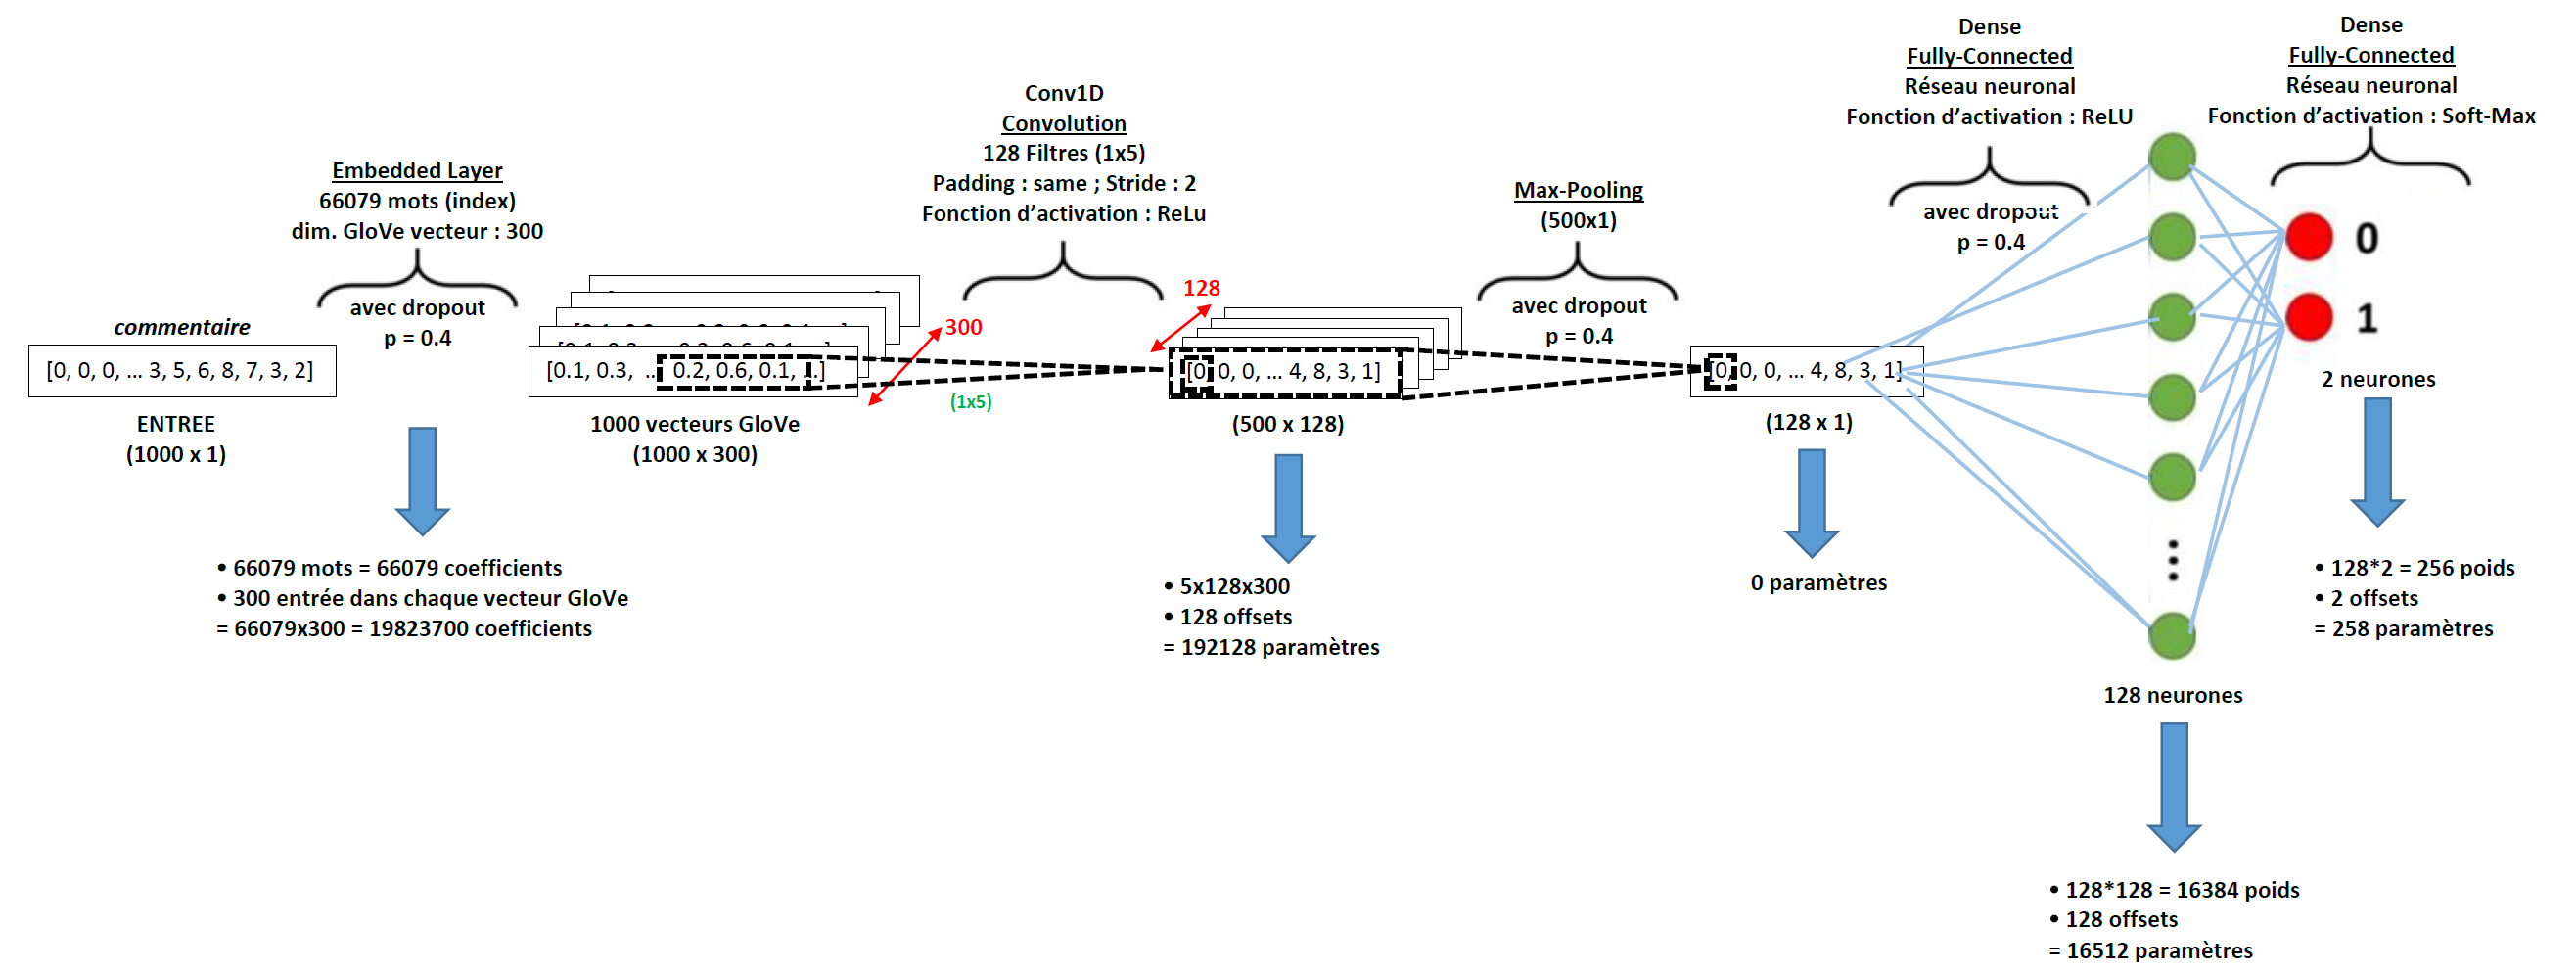 commentaire
[0, 0, 0, ... 3, 5, 6, 8, 7, 3, 2]
ENTREE
(1000 x 1)
Embedded Layer
66079 mots (index)
dim. GloVe vecteur : 300
avec dropout
p = 0.4
• 66079 mots = 66079 coefficients
• 300 entrée dans chaque vecteur GloVe
= 66079x300 = 19823700 coefficients
300
[0.1, 0.3, .. 0.2, 0.6, 0.1, ...]
1000 vecteurs GloVe
(1000 x 300)
Conv1D
Convolution
128 Filtres (1x5)
Padding : same ; Stride : 2
Fonction d’activation : ReLu
(1x5)
128
[0, 0, 0, ... 4, 8, 3, 1]
(500 x 128)
• 5x128x300
• 128 offsets
= 192128 paramètres
Max-Pooling
(500x1)
avec dropout
p = 0.4
[0, 0, 0, ... 4, 8, 3, 1]
(128 x 1)
0 paramètres
Dense
Fully-Connected
Réseau neuronal
Fonction d’activation : ReLU
avec dropout
p = 0.4
128 neurones
• 128*128 = 16384 poids
• 128 offsets
= 16512 paramètres
Dense
Fully-Connected
Réseau neuronal
Fonction d’activation : Soft-Max
0
1
2 neurones
• 128*2 = 256 poids
• 2 offsets
= 258 paramètres